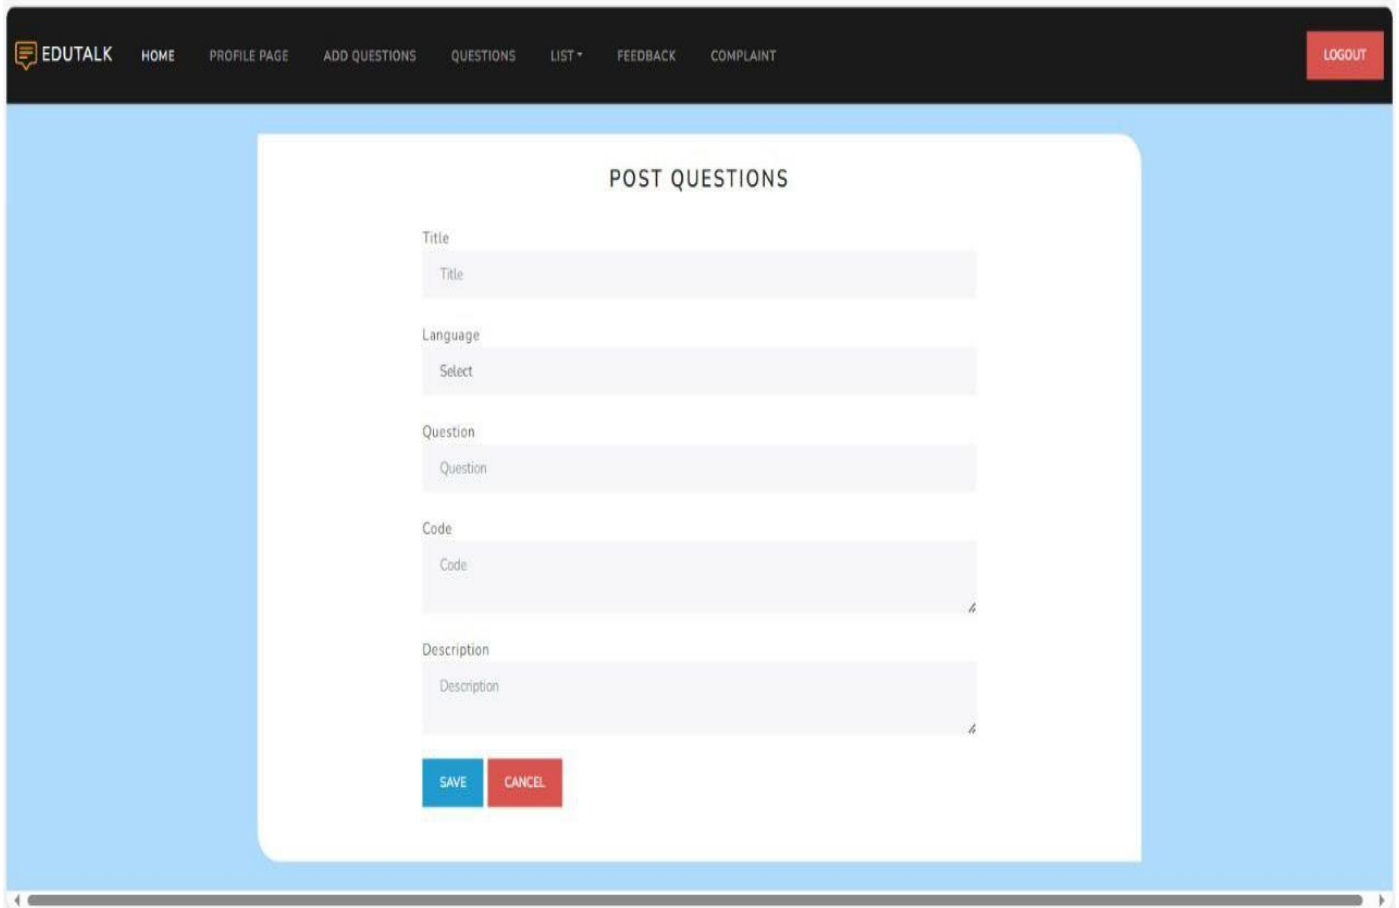 EDUTALK HOME PROFILE PAGE ADD QUESTIONS QUESTIONS LIST FEEDBACK COMPLAINT LOGOUT
POST QUESTIONS
Title
Title
Language
Select
Question
Question
Code
Code
Description
Description
SAVE CANCEL